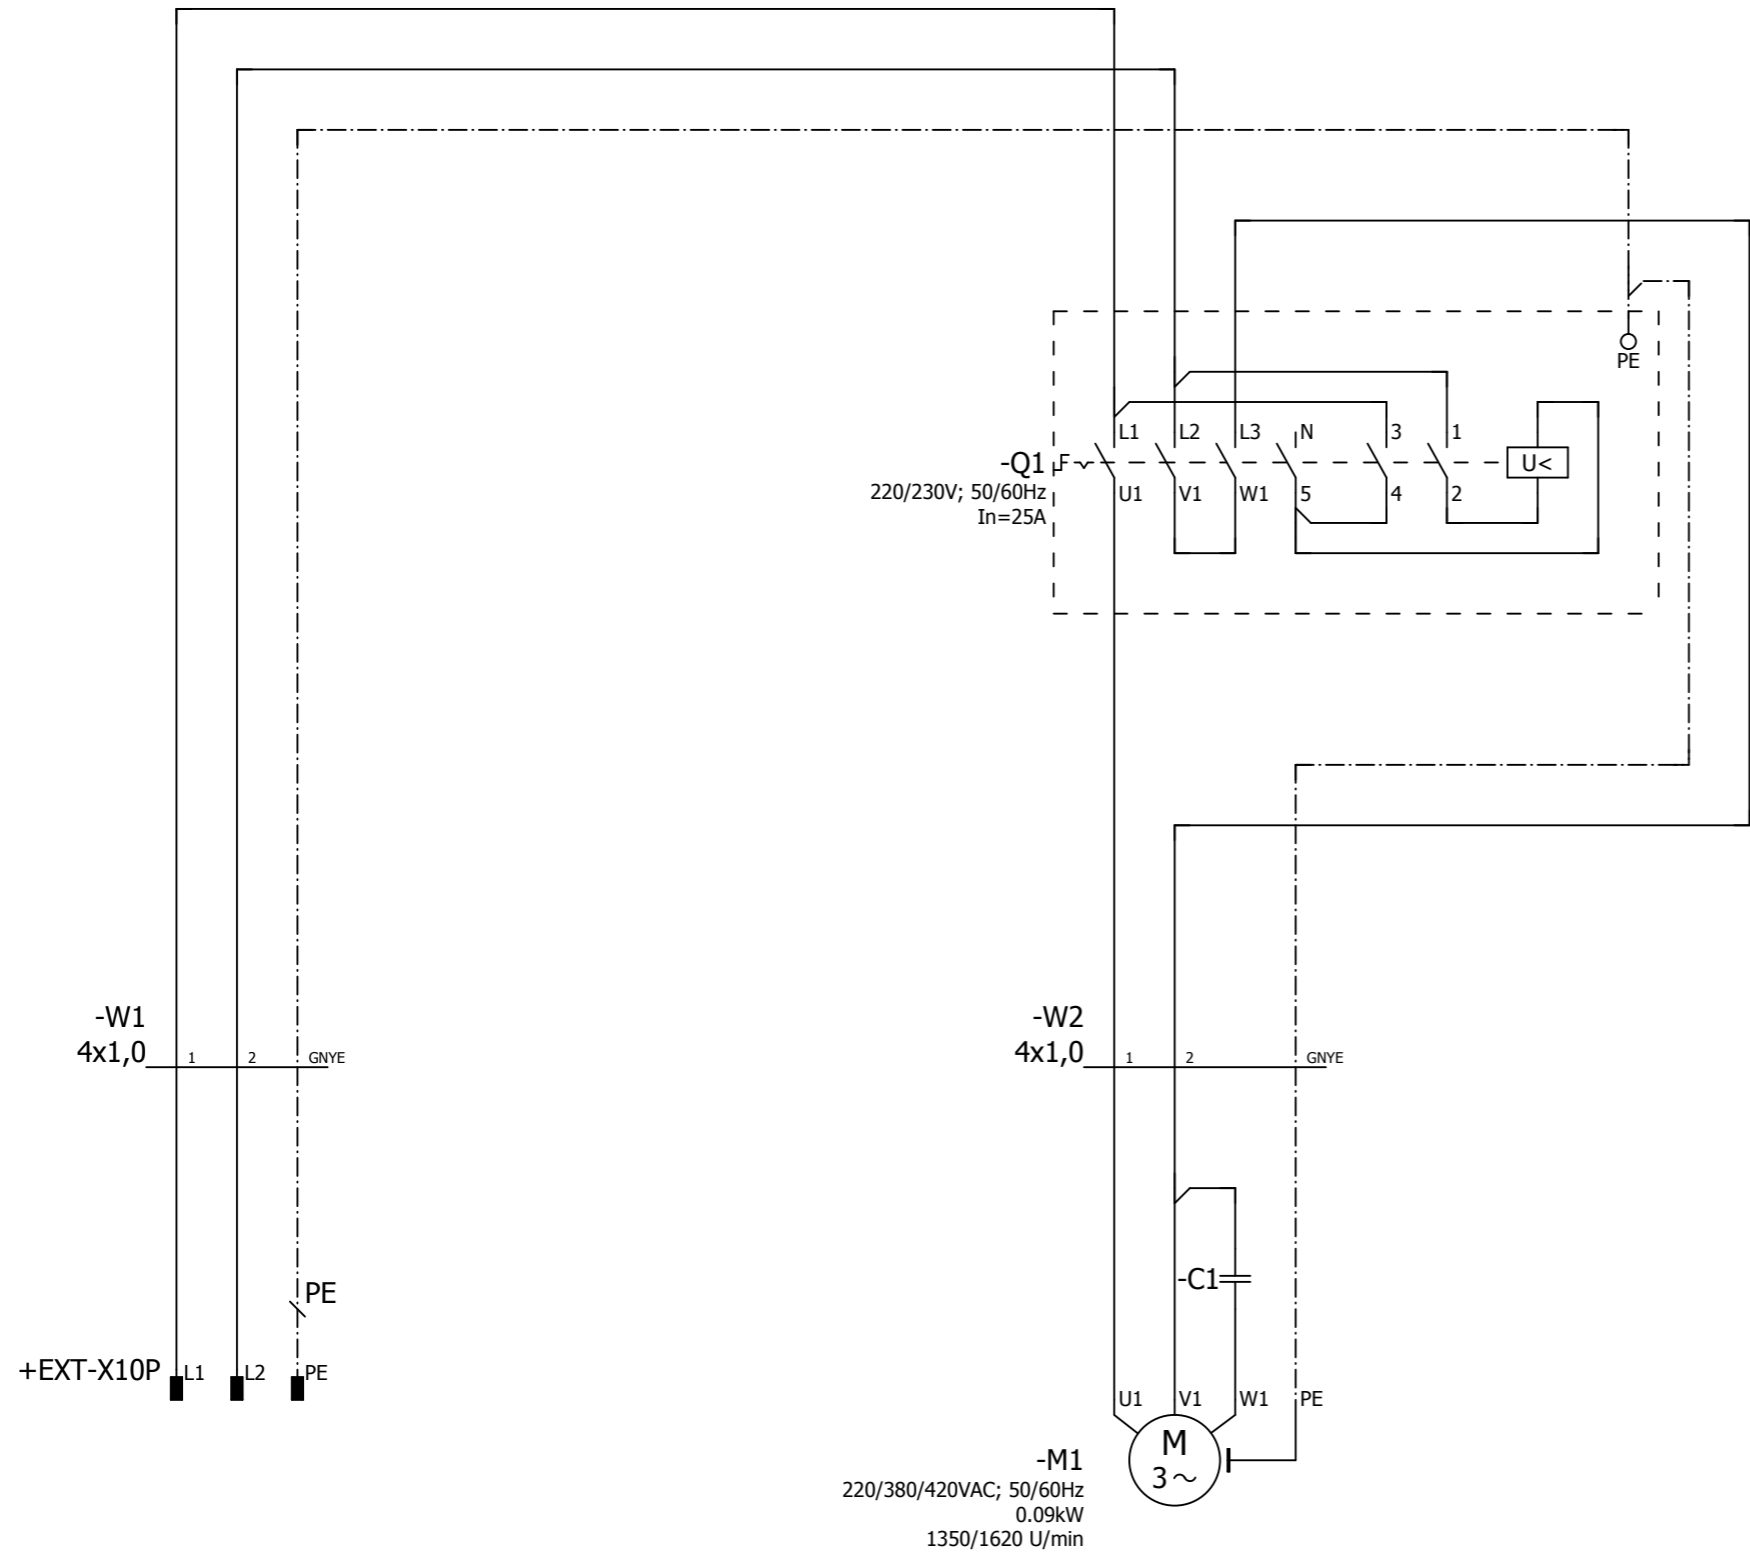 PE
L1
L2
L3
N
3
1
-Q1
U<
220/230V; 50/60Hz
In=25A
U1
V1
W1
5
4
2
-W1
4x1,0
1
2
GNYE
-W2
4x1,0
1
2
GNYE
-C1
PE
+EXT-X10P
L1
L2
PE
U1
V1
W1
PE
M
3~
-M1
220/380/420VAC; 50/60Hz
0.09kW
1350/1620 U/min